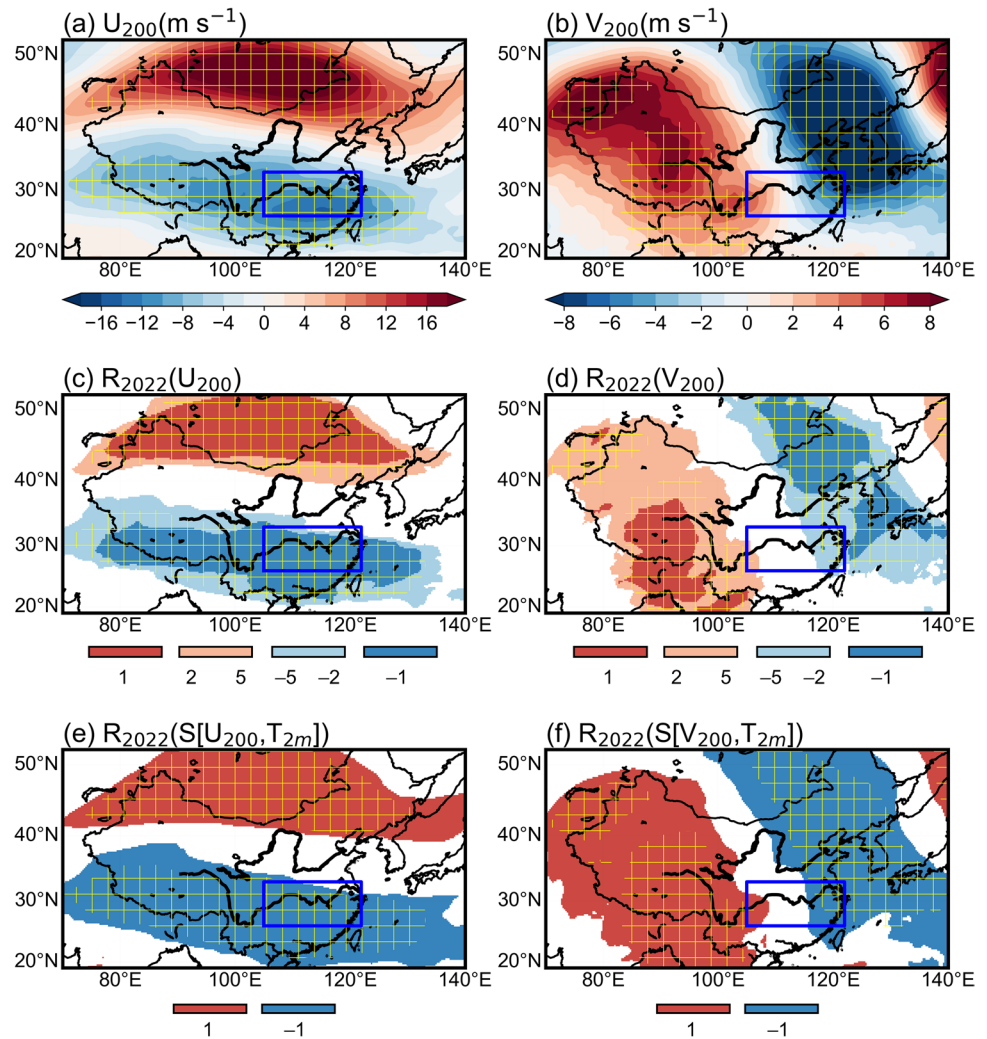 (a) U₂₀₀(m s⁻¹)
(b) V₂₀₀(m s⁻¹)
50°N
40°N
30°N
20°N
80°E 100°E 120°E 140°E
50°N
40°N
30°N
20°N
80°E 100°E 120°E 140°E
−16 −12 −8 −4 0 4 8 12 16
−8 −6 −4 −2 0 2 4 6 8
(c) R₂₀₂₂(U₂₀₀)
(d) R₂₀₂₂(V₂₀₀)
50°N
40°N
30°N
20°N
80°E 100°E 120°E 140°E
50°N
40°N
30°N
20°N
80°E 100°E 120°E 140°E
1 2 5 −5 −2 −1
1 2 5 −5 −2 −1
(e) R₂₀₂₂(S[U₂₀₀,T₂ₘ])
(f) R₂₀₂₂(S[V₂₀₀,T₂ₘ])
50°N
40°N
30°N
20°N
80°E 100°E 120°E 140°E
50°N
40°N
30°N
20°N
80°E 100°E 120°E 140°E
1 −1
1 −1